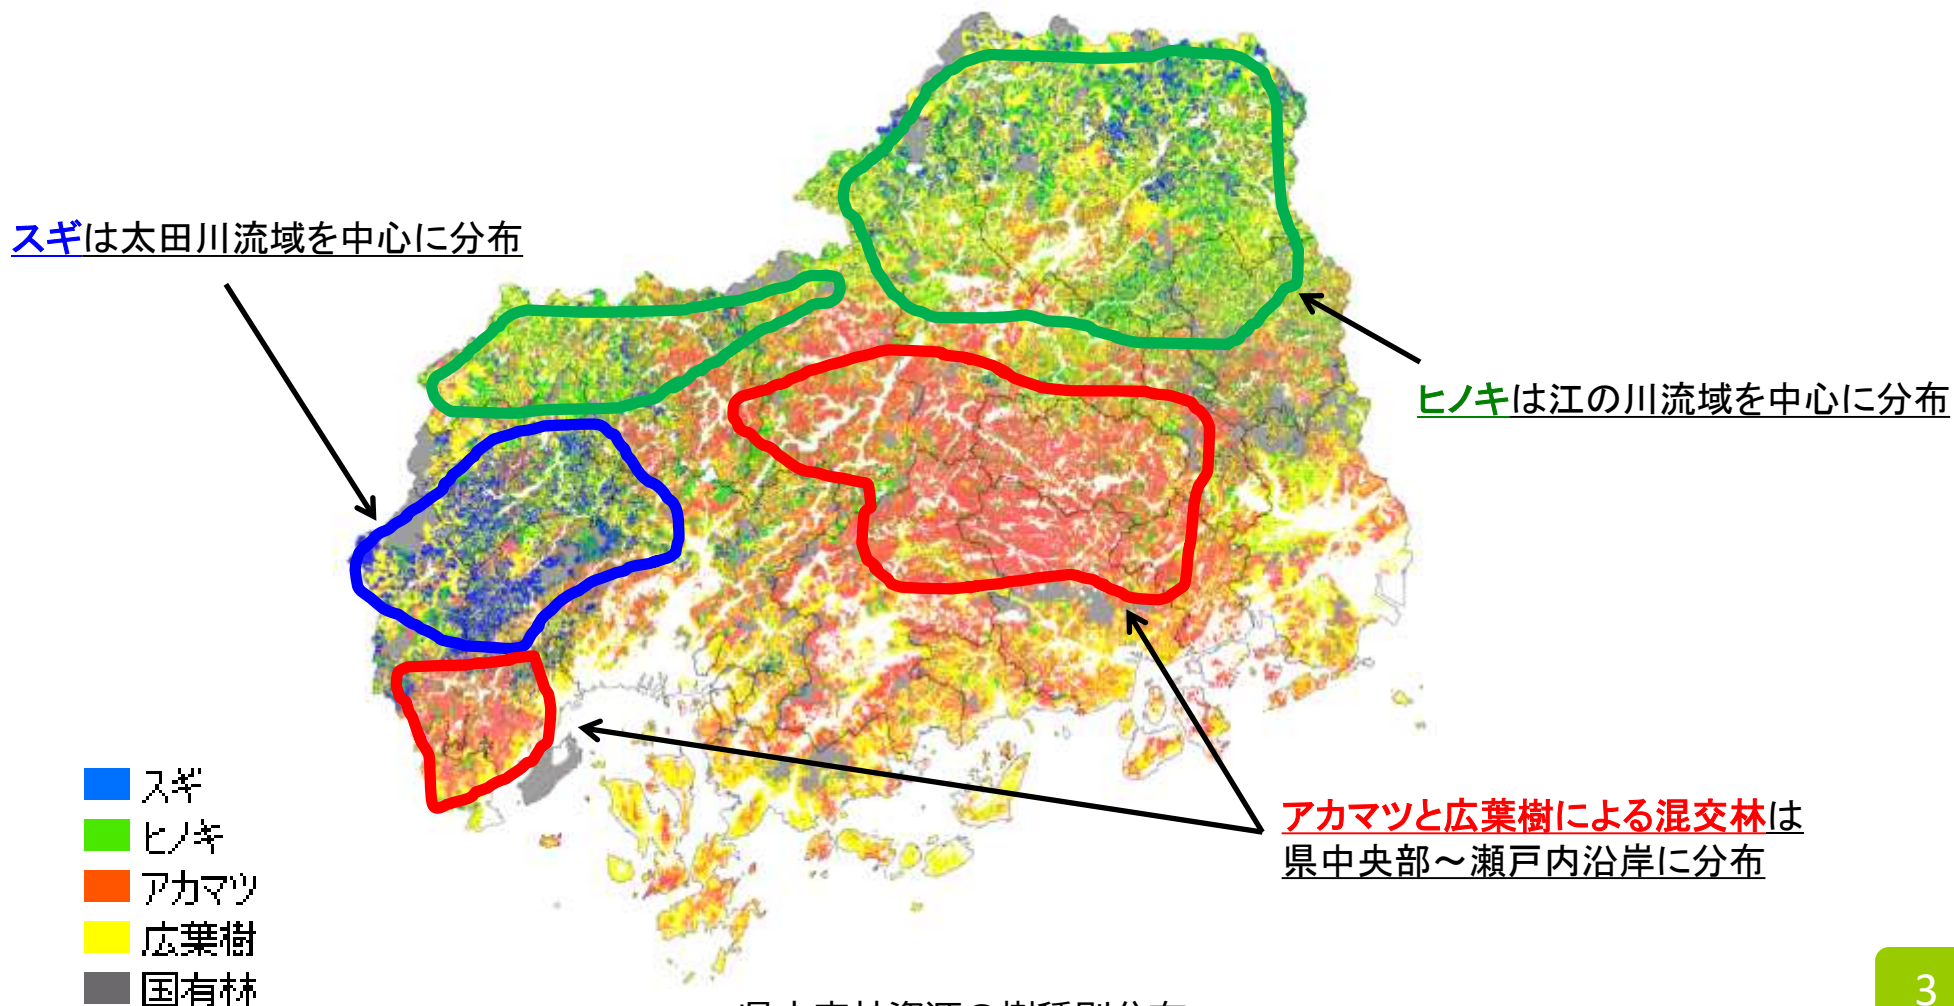 スギは太田川流域を中心に分布
ヒノキは江の川流域を中心に分布
アカマツと広葉樹による混交林は
県中央部～瀬戸内沿岸に分布
スギ
ヒノキ
アカマツ
広葉樹
国有林
3